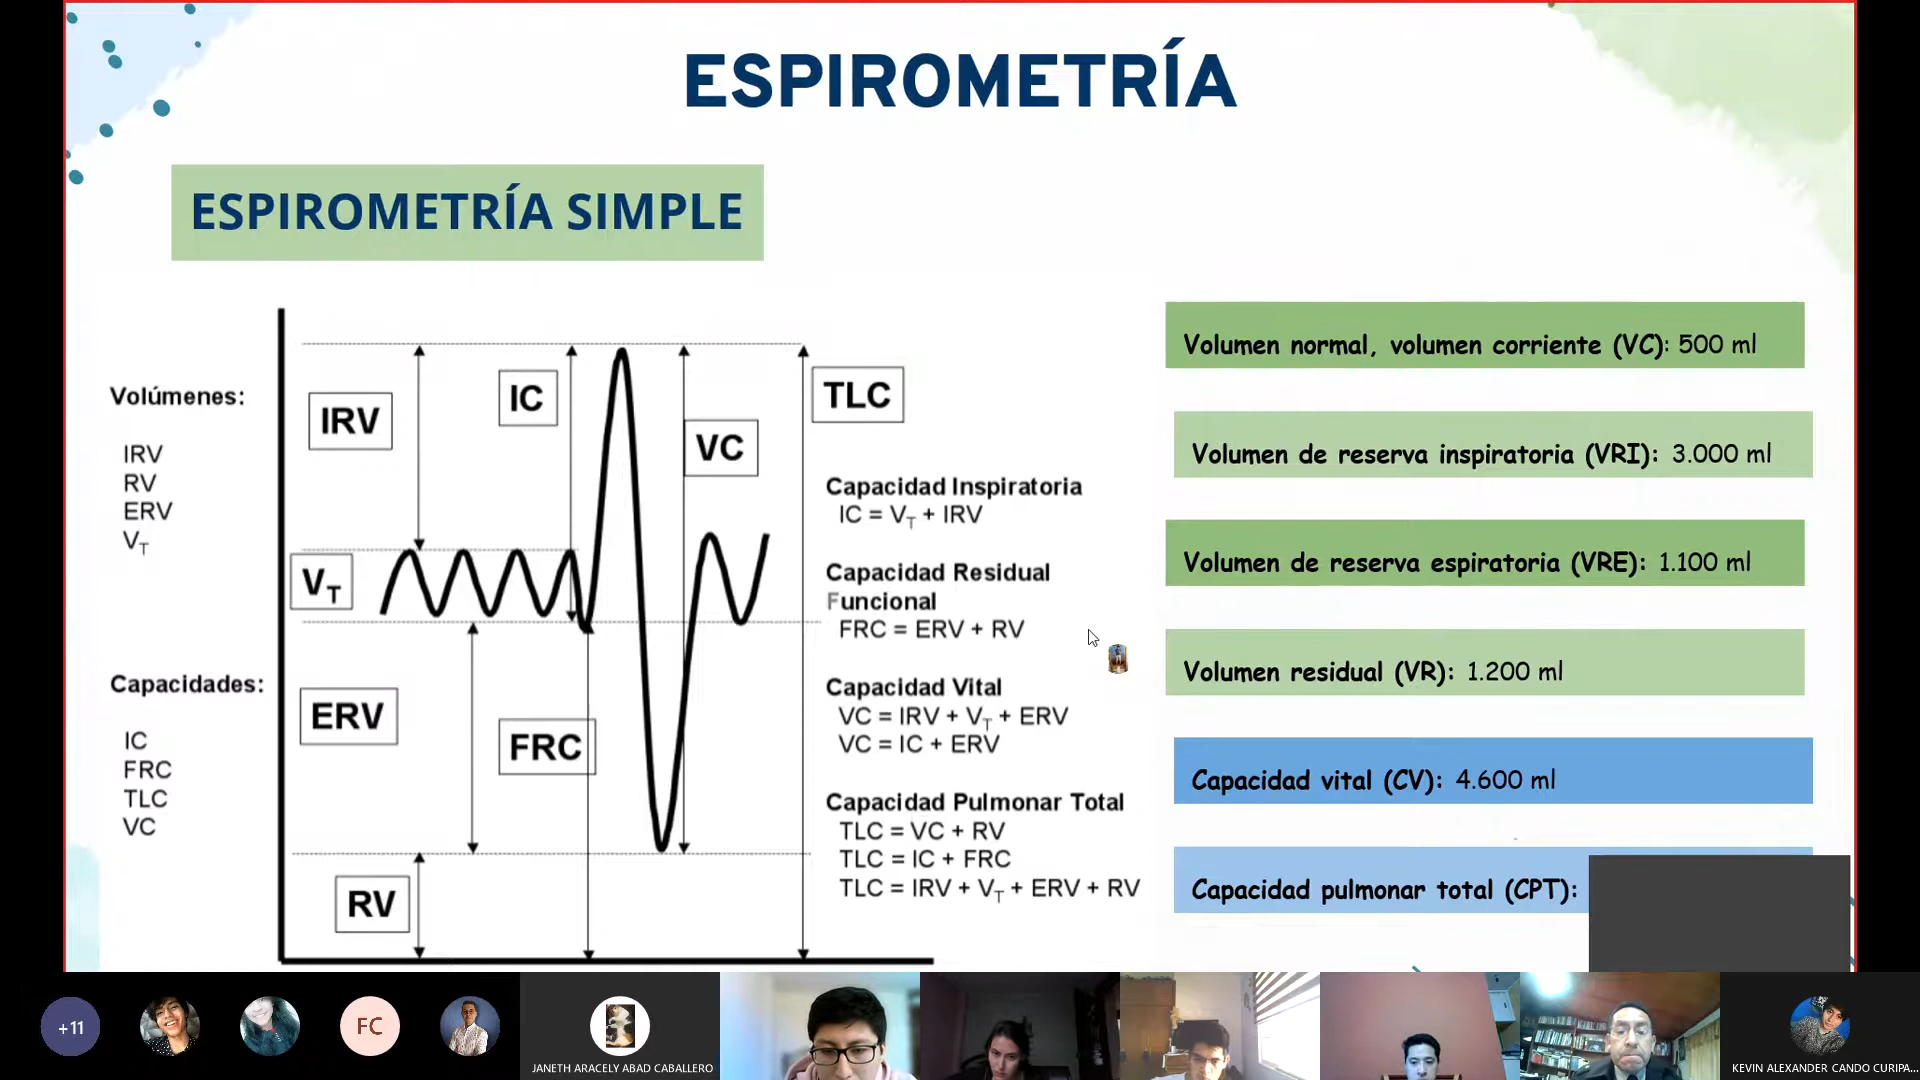 ESPIROMETRÍA
ESPIROMETRÍA SIMPLE
Volúmenes:
IRV
RV
ERV
VT
Capacidades:
IC
FRC
TLC
VC
IRV
IC
VC
TLC
VT
ERV
FRC
RV
Capacidad Inspiratoria
IC = VT + IRV
Capacidad Residual
Funcional
FRC = ERV + RV
Capacidad Vital
VC = IRV + VT + ERV
VC = IC + ERV
Capacidad Pulmonar Total
TLC = VC + RV
TLC = IC + FRC
TLC = IRV + VT + ERV + RV
Volumen normal, volumen corriente (VC): 500 ml
Volumen de reserva inspiratoria (VRI): 3.000 ml
Volumen de reserva espiratoria (VRE): 1.100 ml
Volumen residual (VR): 1.200 ml
Capacidad vital (CV): 4.600 ml
Capacidad pulmonar total (CPT):
+11
FC
JANETH ARACELY ABAD CABALLERO
KEVIN ALEXANDER CANDO CURIPA...